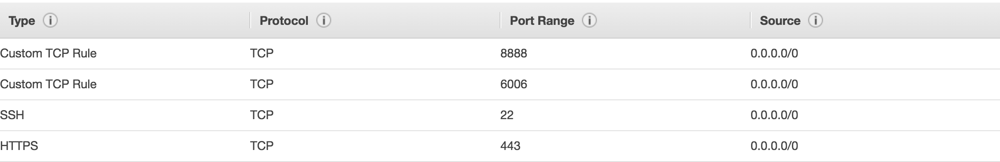 Type i Protocol i Port Range i Source i
Custom TCP Rule TCP 8888 0.0.0.0/0
Custom TCP Rule TCP 6006 0.0.0.0/0
SSH TCP 22 0.0.0.0/0
HTTPS TCP 443 0.0.0.0/0